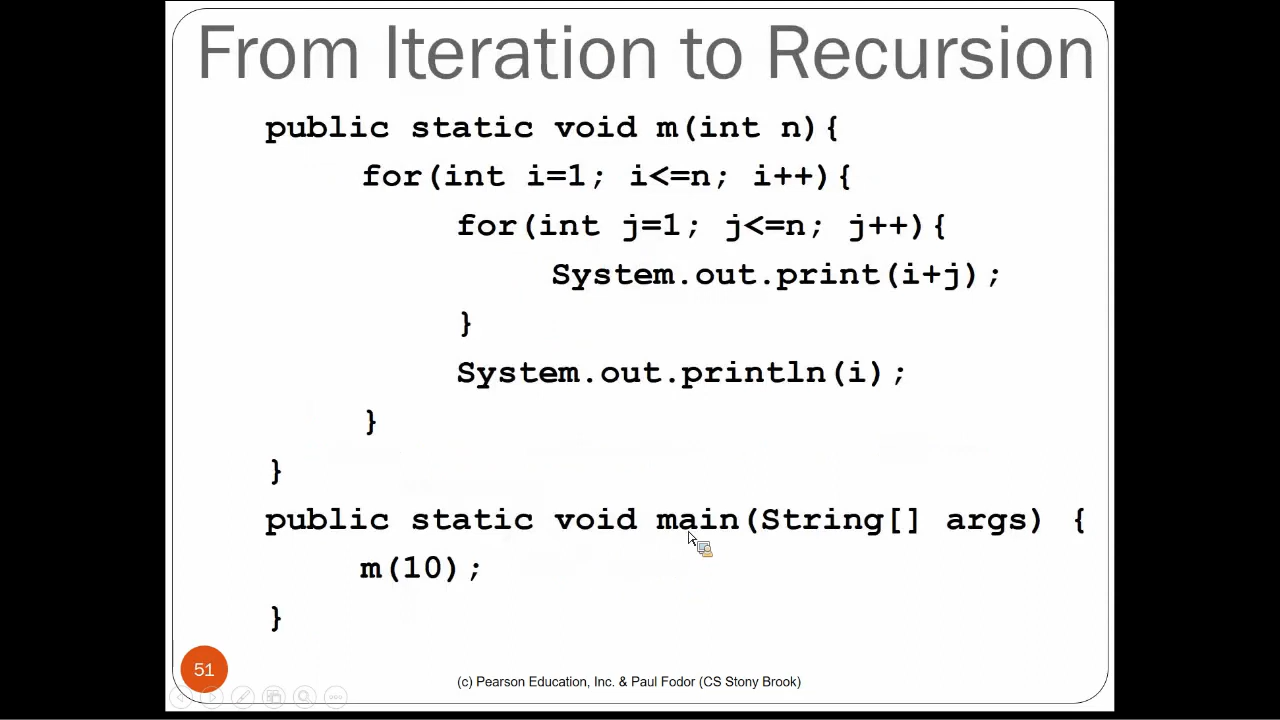 From Iteration to Recursion
public static void m(int n){
for(int i=1; i<=n; i++){
for(int j=1; j<=n; j++){
System.out.print(i+j);
}
System.out.println(i);
}
}
public static void main(String[] args) {
m(10);
}
51
(c) Pearson Education, Inc. & Paul Fodor (CS Stony Brook)